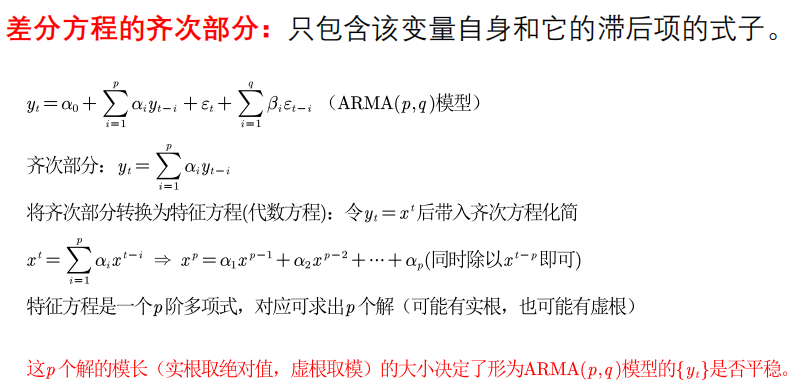 差分方程的齐次部分：只包含该变量自身和它的滞后项的式子。
$y_t = \alpha_0 + \sum_{i=1}^{p} \alpha_i y_{t-i} + \varepsilon_t + \sum_{i=1}^{q} \beta_i \varepsilon_{t-i}$ （ARMA$(p,q)$模型）
齐次部分：$y_t = \sum_{i=1}^{p} \alpha_i y_{t-i}$
将齐次部分转换为特征方程(代数方程)：令$y_t = x^t$后带入齐次方程化简
$x^t = \sum_{i=1}^{p} \alpha_i x^{t-i} \Rightarrow x^p = \alpha_1 x^{p-1} + \alpha_2 x^{p-2} + \cdots + \alpha_p$(同时除以$x^{t-p}$即可)
特征方程是一个$p$阶多项式，对应可求出$p$个解（可能有实根，也可能有虚根）
这$p$个解的模长（实根取绝对值，虚根取模）的大小决定了形为ARMA$(p,q)$模型的$\{y_t\}$是否平稳。